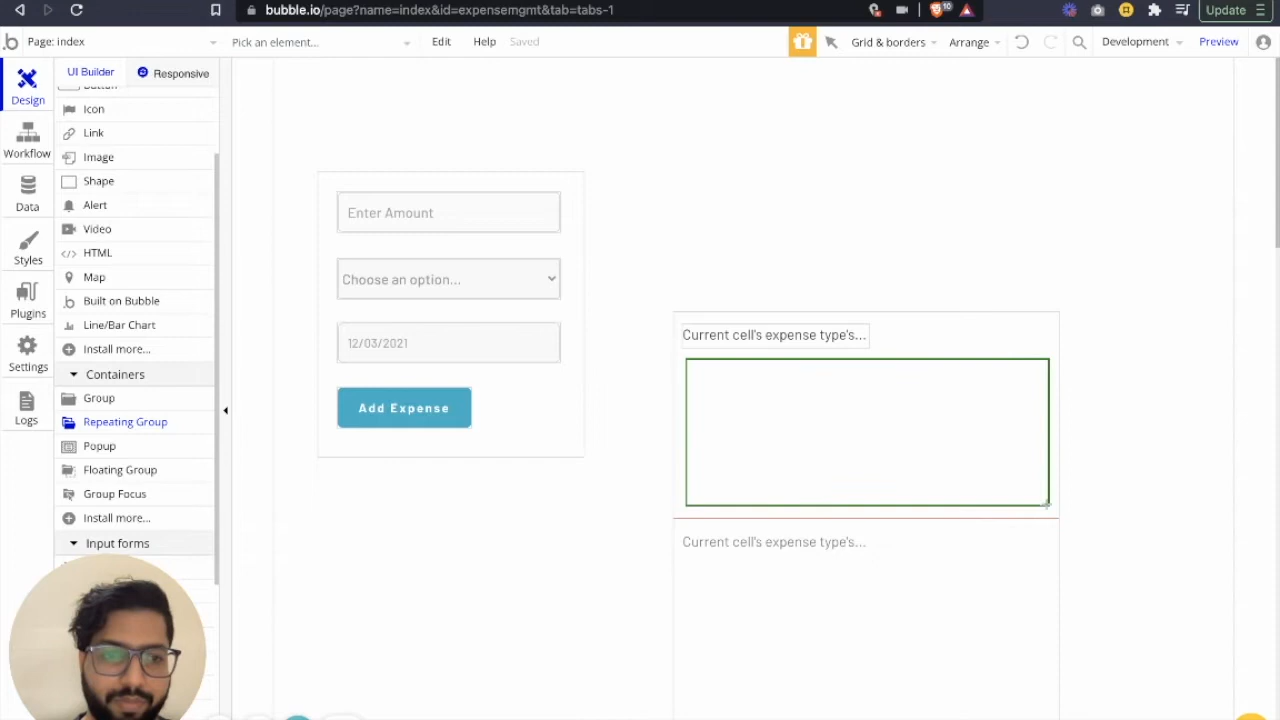 bubble.io/page?name=index&id=expensemgmt&tab=tabs-1
10
Update
b
Page: index
Pick an element...
Edit
Help
Saved
Grid & borders
Arrange
Development
Preview
Design
Workflow
Data
Styles
Plugins
Settings
Logs
UI Builder
Responsive
Button
Icon
Link
Image
Shape
Alert
Video
</> HTML
Map
b Built on Bubble
Line/Bar Chart
Install more...
Containers
Group
Repeating Group
Popup
Floating Group
Group Focus
Install more...
Input forms
Enter Amount
Choose an option...
12/03/2021
Add Expense
Current cell's expense type's...
Current cell's expense type's...